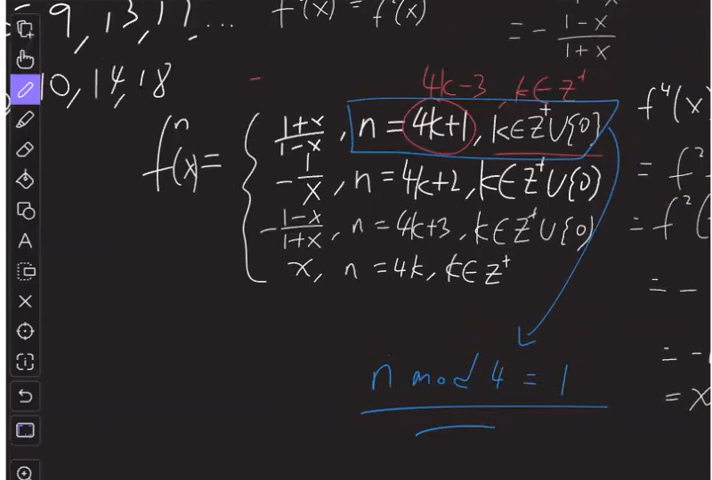 9, 13, 17, ...
10, 14, 18
= - (1-x)/(1+x)
4k-3, k∈Z⁺
fⁿ(x) = {
(1+x)/(1-x), n = 4k+1, k∈Z⁺∪{0}
-1/x, n = 4k+2, k∈Z⁺∪{0}
-(1-x)/(1+x), n = 4k+3, k∈Z⁺∪{0}
x, n = 4k, k∈Z⁺
f⁴(x)
= f²
= f²(
= -
= -
= x
n mod 4 = 1